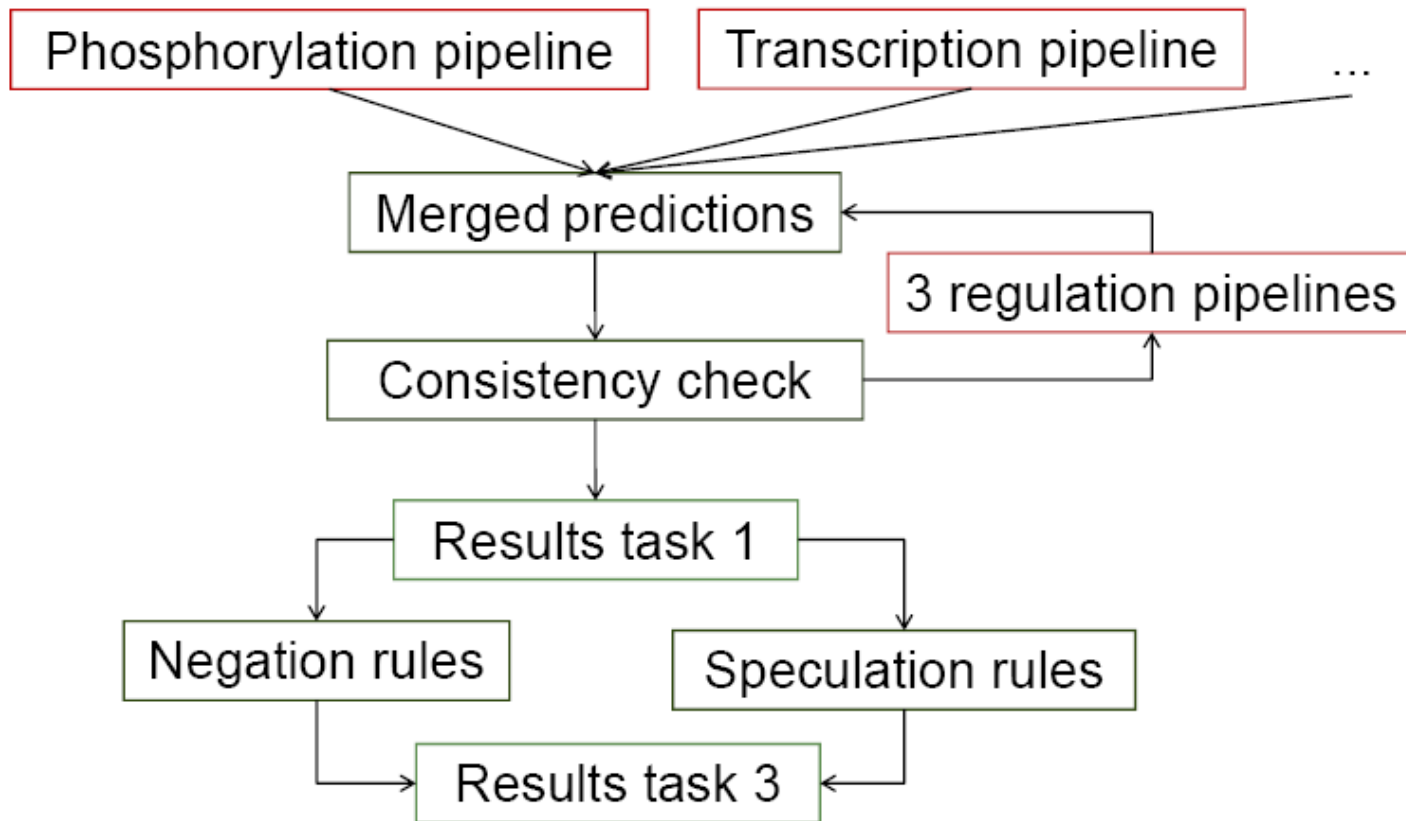 Phosphorylation pipeline
Transcription pipeline
...
Merged predictions
3 regulation pipelines
Consistency check
Results task 1
Negation rules
Speculation rules
Results task 3